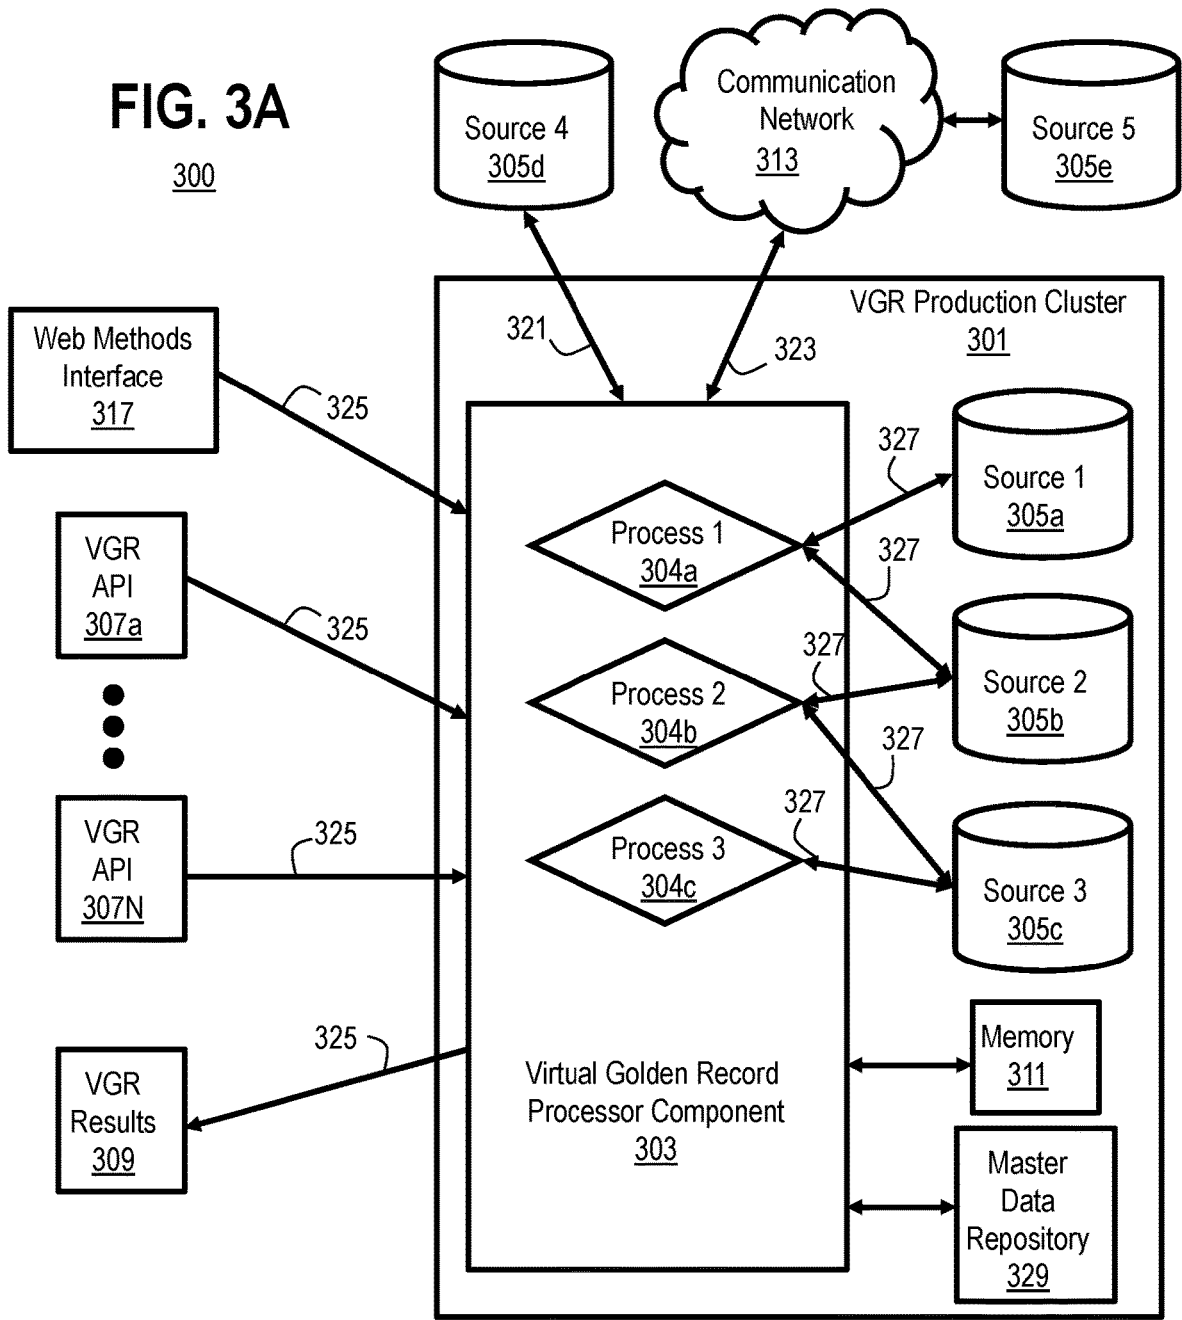 FIG. 3A
300
Source 4
305d
Communication
Network
313
Source 5
305e
VGR Production Cluster
301
321
323
Web Methods
Interface
317
325
VGR
API
307a
325
VGR
API
307N
325
VGR
Results
309
325
Process 1
304a
Process 2
304b
Process 3
304c
Virtual Golden Record
Processor Component
303
327
327
327
327
327
Source 1
305a
Source 2
305b
Source 3
305c
Memory
311
Master
Data
Repository
329